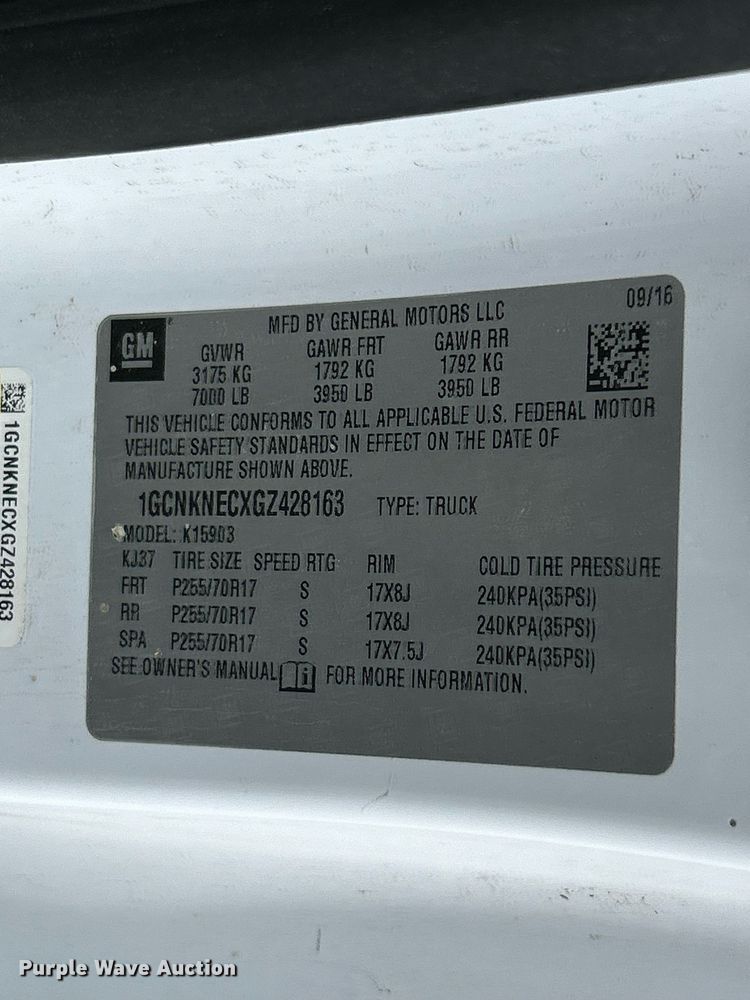 09/16
MFD BY GENERAL MOTORS LLC
GM
GVWR GAWR FRT GAWR RR
3175 KG 1792 KG 1792 KG
7000 LB 3950 LB 3950 LB
THIS VEHICLE CONFORMS TO ALL APPLICABLE U.S. FEDERAL MOTOR
VEHICLE SAFETY STANDARDS IN EFFECT ON THE DATE OF
MANUFACTURE SHOWN ABOVE.
1GCNKNECXGZ428163 TYPE: TRUCK
MODEL: K15903
KJ37 TIRE SIZE SPEED RTG RIM COLD TIRE PRESSURE
FRT P255/70R17 S 17X8J 240KPA(35PSI)
RR P255/70R17 S 17X8J 240KPA(35PSI)
SPA P255/70R17 S 17X7.5J 240KPA(35PSI)
SEE OWNER'S MANUAL i FOR MORE INFORMATION.
1GCNKNECXGZ428163
Purple Wave Auction